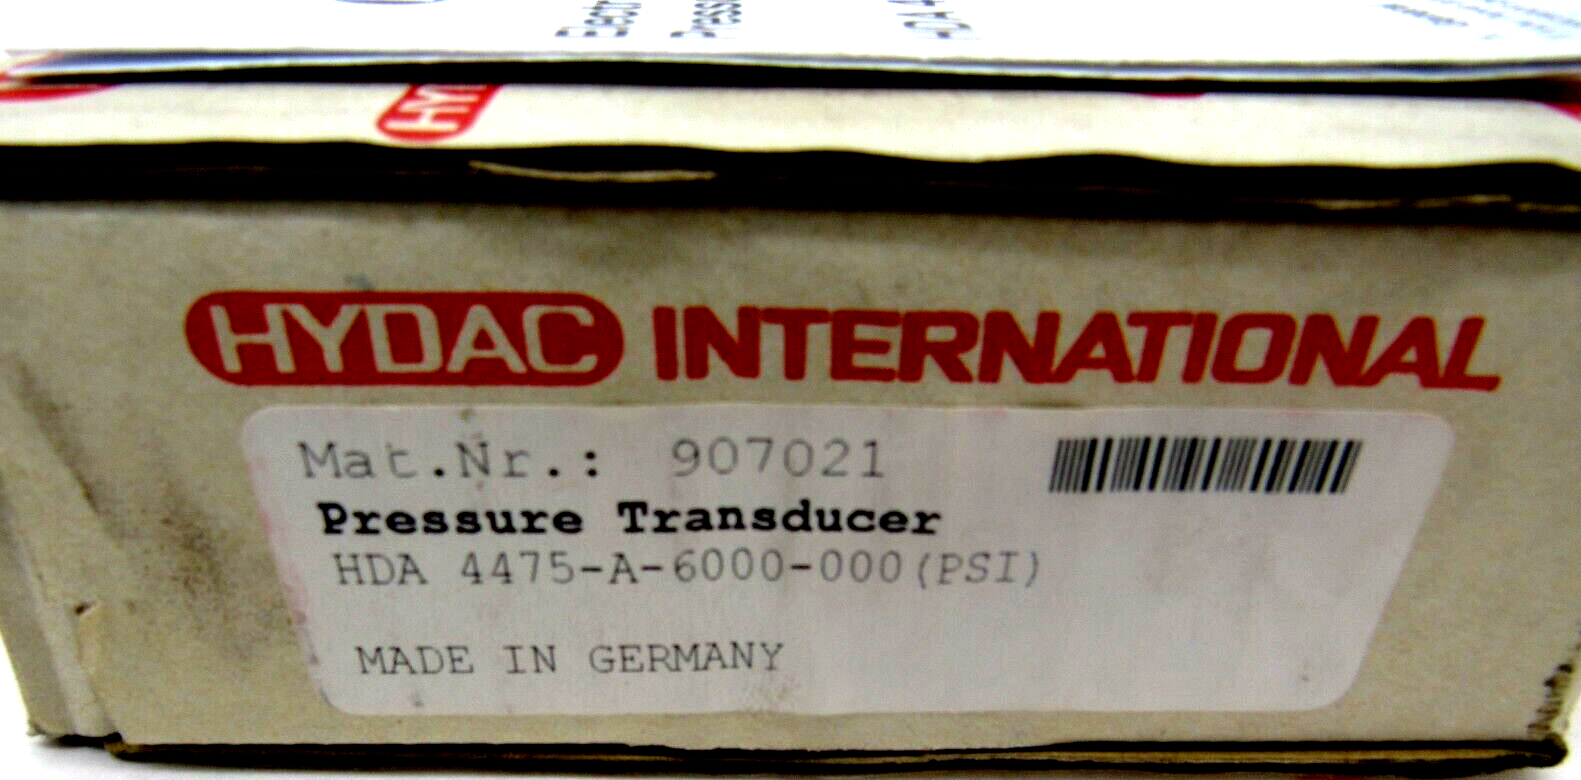 HYDAC INTERNATIONAL
Mat.Nr.: 907021
Pressure Transducer
HDA 4475-A-6000-000(PSI)
MADE IN GERMANY